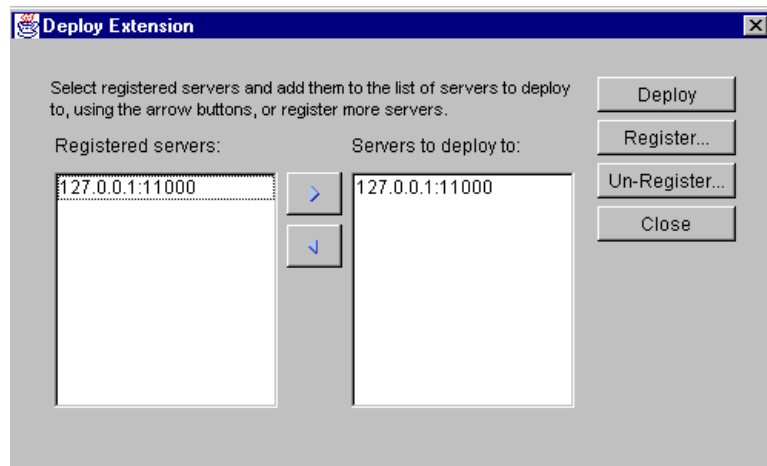 Deploy Extension
Select registered servers and add them to the list of servers to deploy
to, using the arrow buttons, or register more servers.
Registered servers:
Servers to deploy to:
127.0.0.1:11000
127.0.0.1:11000
Deploy
Register...
Un-Register...
Close